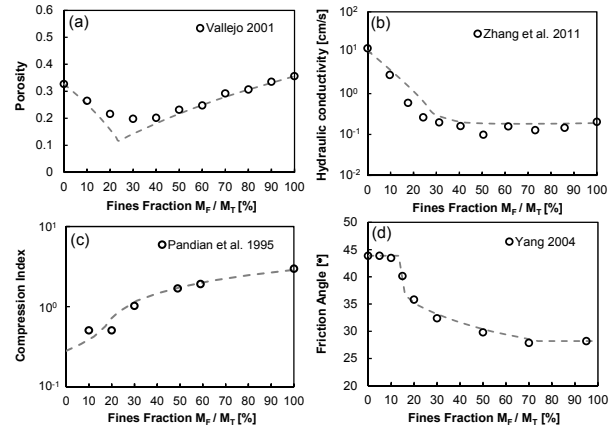 (a)
Vallejo 2001
0.6
0.5
0.4
0.3
0.2
0.1
0
Porosity
0 10 20 30 40 50 60 70 80 90 100
Fines Fraction M_F / M_T [%]
(b)
Zhang et al. 2011
10²
10¹
10⁰
10⁻¹
10⁻²
Hydraulic conductivity [cm/s]
0 10 20 30 40 50 60 70 80 90 100
Fines Fraction M_F / M_T [%]
(c)
Pandian et al. 1995
10¹
10⁰
10⁻¹
Compression Index
0 10 20 30 40 50 60 70 80 90 100
Fines Fraction M_F / M_T [%]
(d)
Yang 2004
50
45
40
35
30
25
20
Friction Angle [°]
0 10 20 30 40 50 60 70 80 90 100
Fines Fraction M_F / M_T [%]